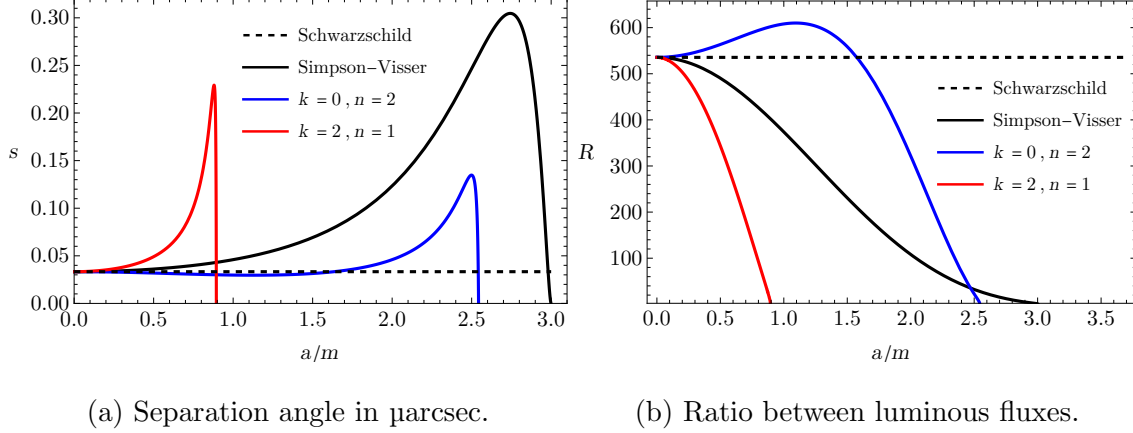 0.30
0.25
0.20
0.15
0.10
0.05
0.00
s
0.0 0.5 1.0 1.5 2.0 2.5 3.0
a/m
Schwarzschild
Simpson−Visser
k = 0 , n = 2
k = 2 , n = 1
(a) Separation angle in µarcsec.
600
500
400
300
200
100
R
0.0 0.5 1.0 1.5 2.0 2.5 3.0 3.5
a/m
Schwarzschild
Simpson−Visser
k = 0 , n = 2
k = 2 , n = 1
(b) Ratio between luminous fluxes.